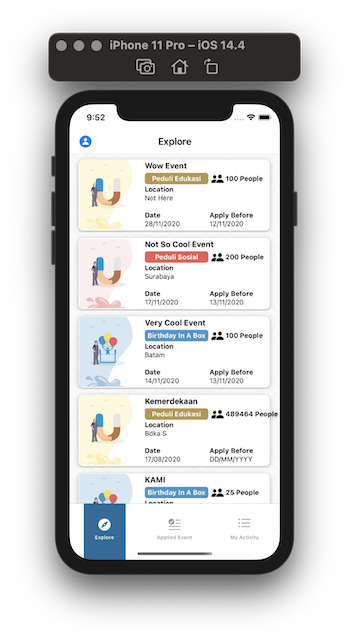 iPhone 11 Pro – iOS 14.4
9:52
Explore
Wow Event
Peduli Edukasi 100 People
Location
Not Here
Date Apply Before
28/11/2020 12/11/2020
Not So Cool Event
Peduli Sosial 200 People
Location
Surabaya
Date Apply Before
17/11/2020 13/11/2020
Very Cool Event
Birthday In A Box 100 People
Location
Batam
Date Apply Before
14/11/2020 13/11/2020
Kemerdekaan
Peduli Edukasi 489464 People
Location
Bdka S
Date Apply Before
17/08/2020 DD/MM/YYYY
KAMI
Birthday In A Box 25 People
Explore Applied Event My Activity